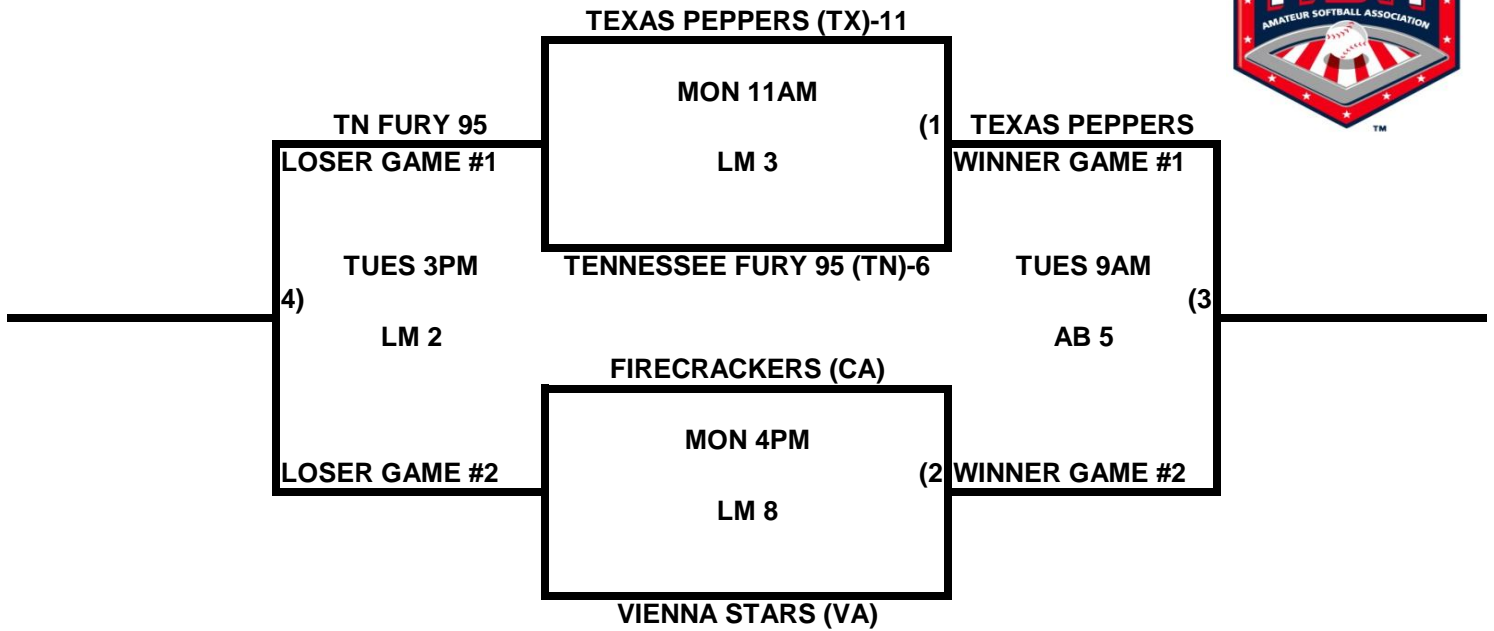 TEXAS PEPPERS (TX)-11
AMATEUR SOFTBALL ASSOCIATION
TM
MON 11AM
TN FURY 95
(1 TEXAS PEPPERS
LOSER GAME #1
LM 3
WINNER GAME #1
TUES 3PM
TENNESSEE FURY 95 (TN)-6
TUES 9AM
4)
(3
LM 2
AB 5
FIRECRACKERS (CA)
MON 4PM
LOSER GAME #2
(2 WINNER GAME #2
LM 8
VIENNA STARS (VA)